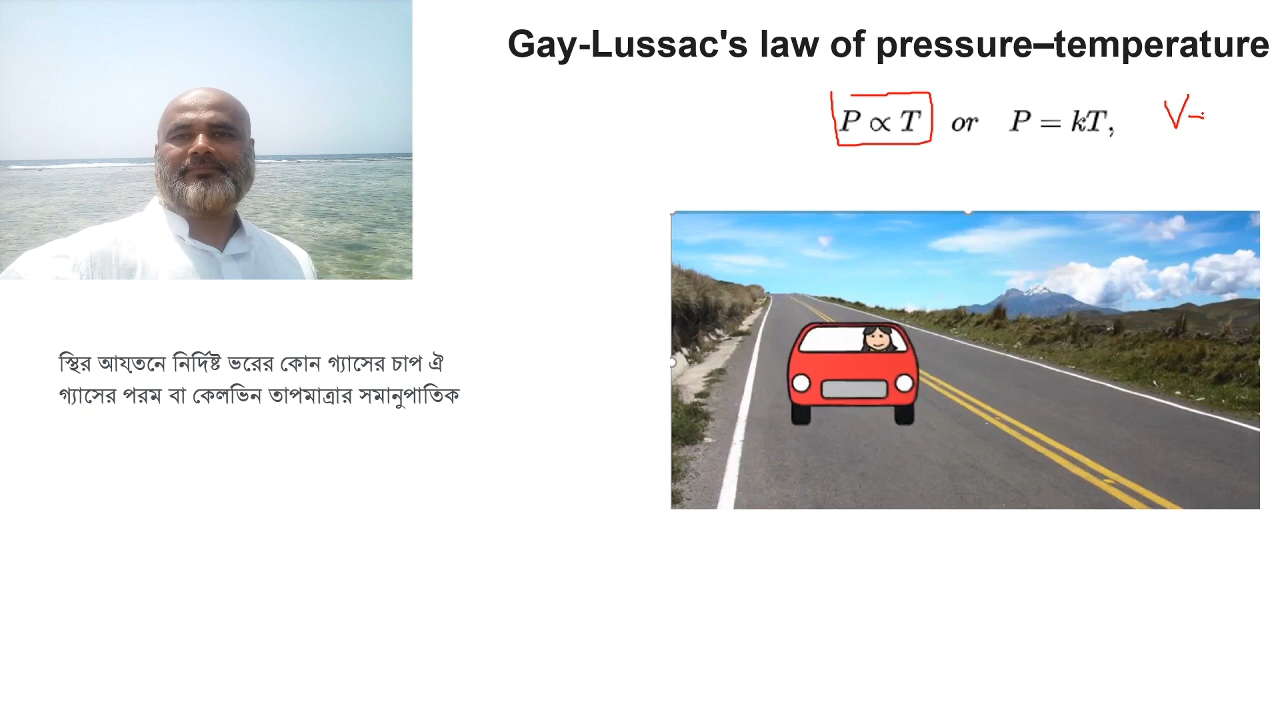 Gay-Lussac's law of pressure–temperature
P ∝ T or P = kT, V-
স্থির আয়তনে নির্দিষ্ট ভরের কোন গ্যাসের চাপ ঐ
গ্যাসের পরম বা কেলভিন তাপমাত্রার সমানুপাতিক